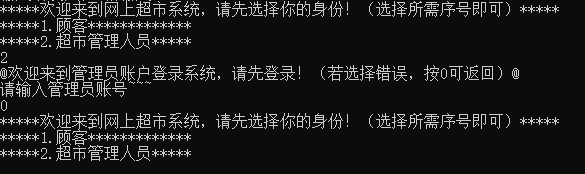 *****欢迎来到网上超市系统，请先选择你的身份！（选择所需序号即可）*****
*****1.顾客*************
*****2.超市管理人员*****
2
@欢迎来到管理员账户登录系统，请先登录！（若选择错误，按0可返回）@
请输入管理员账号~~~
0
*****欢迎来到网上超市系统，请先选择你的身份！（选择所需序号即可）*****
*****1.顾客*************
*****2.超市管理人员*****